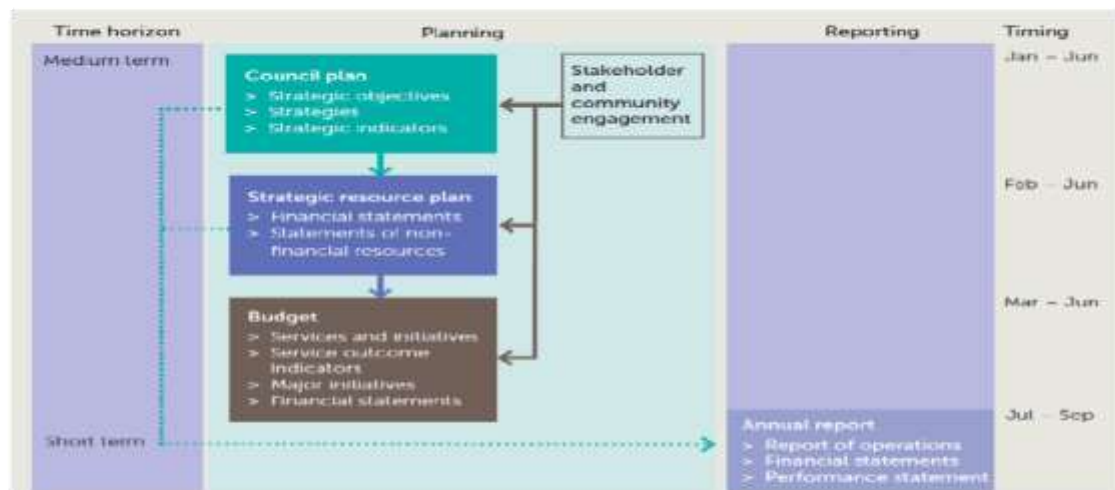 Time horizon
Planning
Reporting
Timing
Medium term
Jan – Jun
Council plan
> Strategic objectives
> Strategies
> Strategic indicators
Stakeholder
and
community
engagement
Feb – Jun
Strategic resource plan
> Financial statements
> Statements of non-
financial resources
Mar – Jun
Budget
> Services and initiatives
> Service outcome
indicators
> Major initiatives
> Financial statements
Jul – Sep
Short term
Annual report
> Report of operations
> Financial statements
> Performance statement